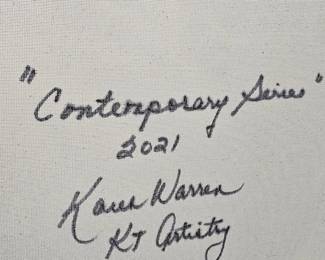 "Contemporary Series"
2021
Karen Warren
KT Artistry